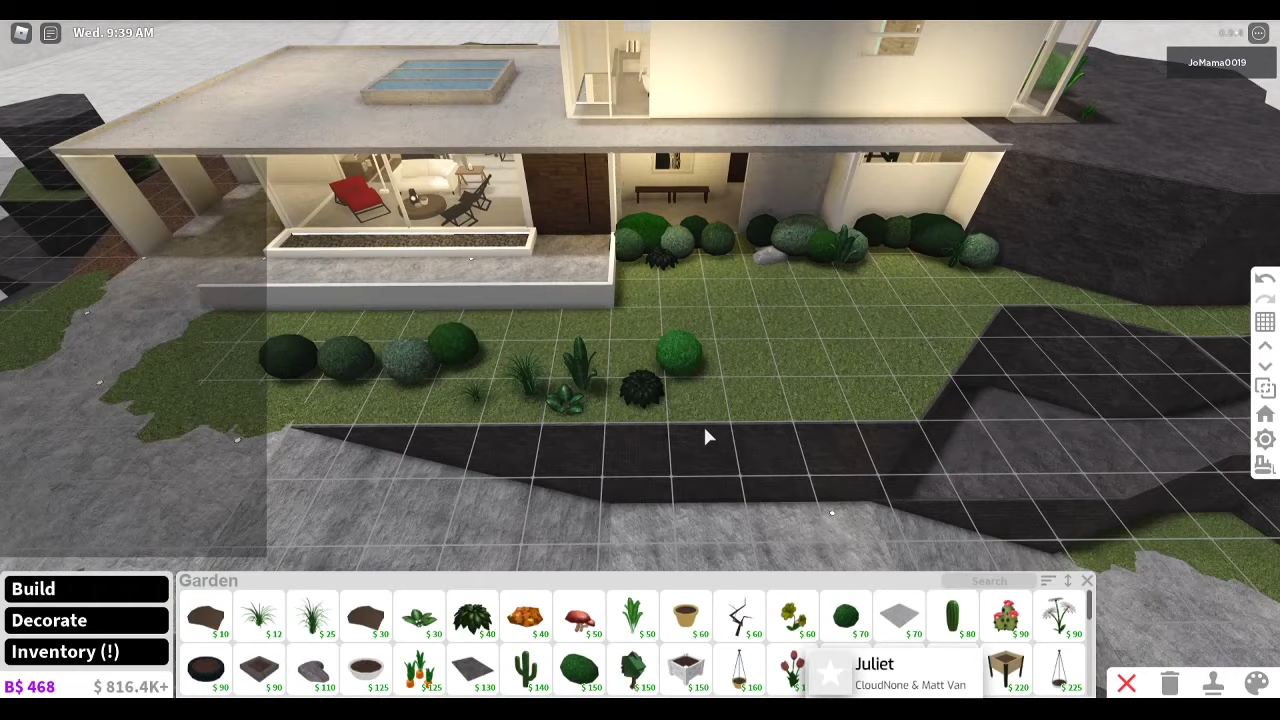 Wed. 9:39 AM
JoMama0019
Build
Decorate
Inventory (!)
B$ 468
$ 816.4K+
Garden
Search
$ 10
$ 12
$ 25
$ 30
$ 30
$ 40
$ 40
$ 50
$ 50
$ 60
$ 60
$ 60
$ 70
$ 70
$ 80
$ 90
$ 90
$ 90
$ 90
$ 110
$ 125
$ 125
$ 130
$ 140
$ 150
$ 150
$ 150
$ 160
$ 220
$ 225
Juliet
CloudNone & Matt Van